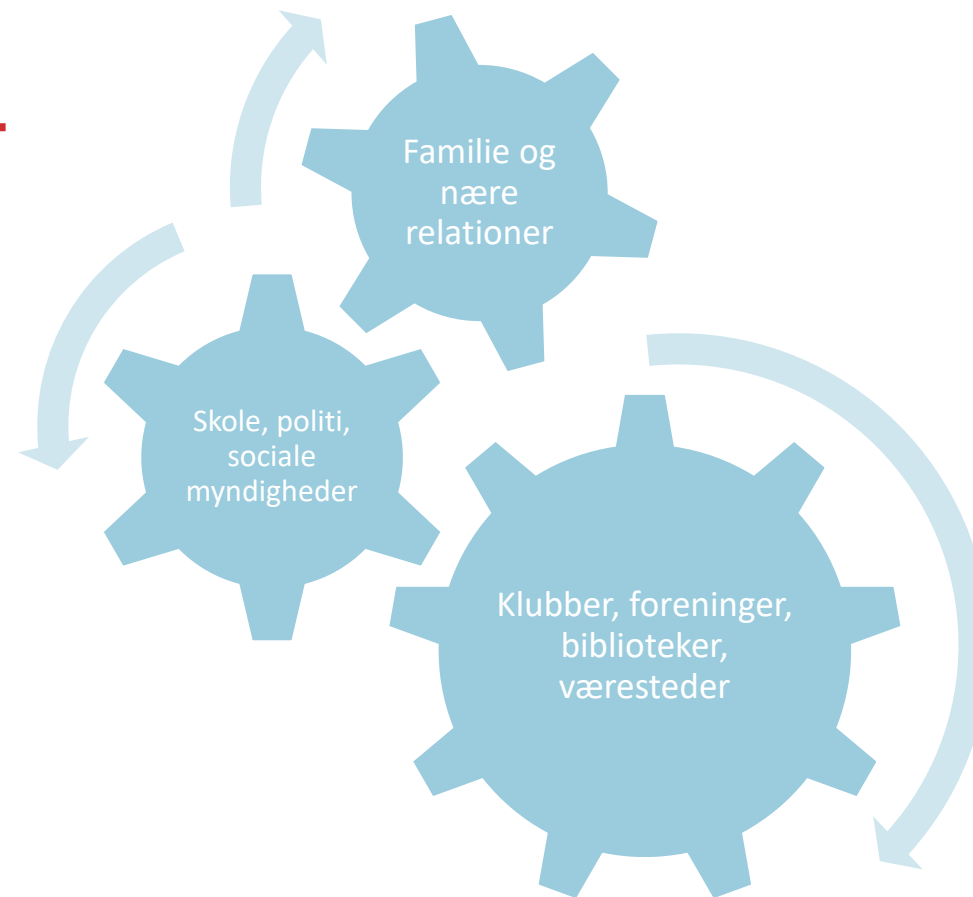 Familie og
nære
relationer
Skole, politi,
sociale
myndigheder
Klubber, foreninger,
biblioteker,
væresteder